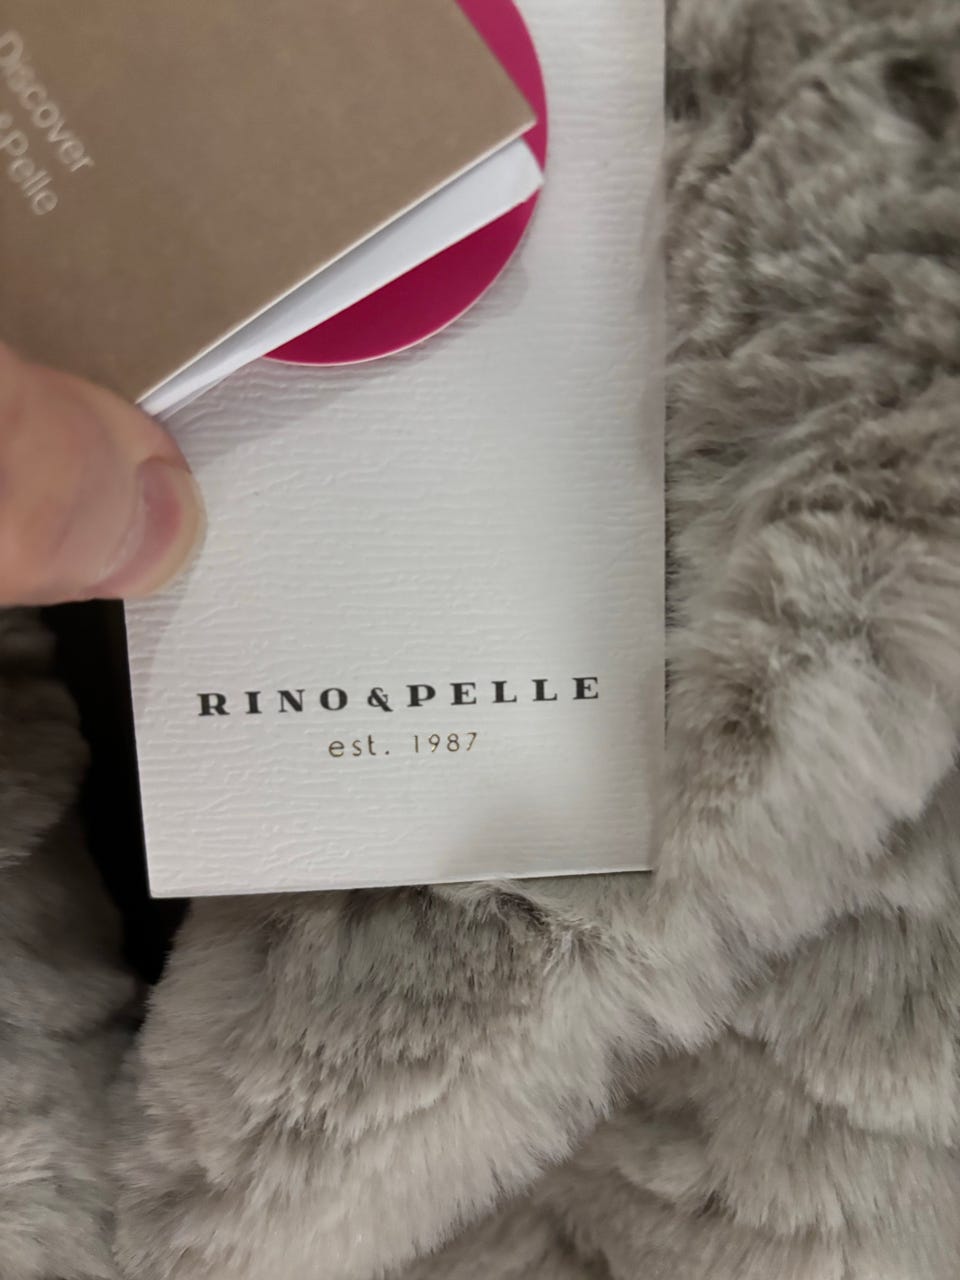 Discover
&Pelle
RINO&PELLE
est. 1987